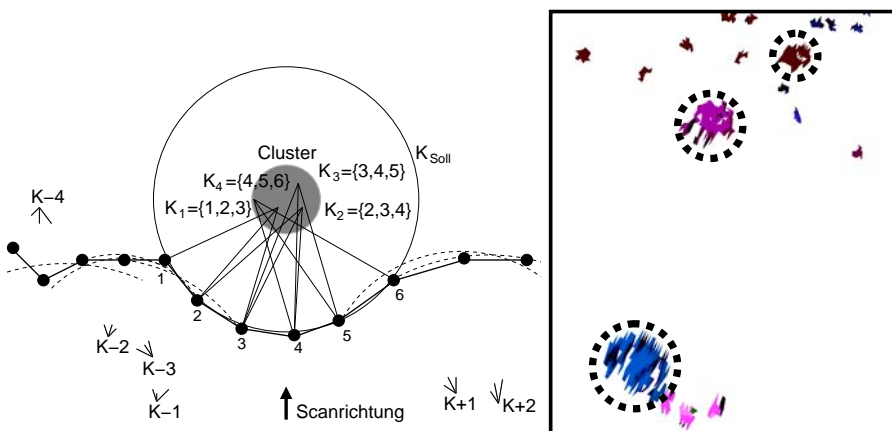 Cluster
K_Soll
K_3={3,4,5}
K_4={4,5,6}
K_1={1,2,3}
K_2={2,3,4}
K−4
1
2
3
4
5
6
K−2
K−3
K−1
K+1
K+2
Scanrichtung